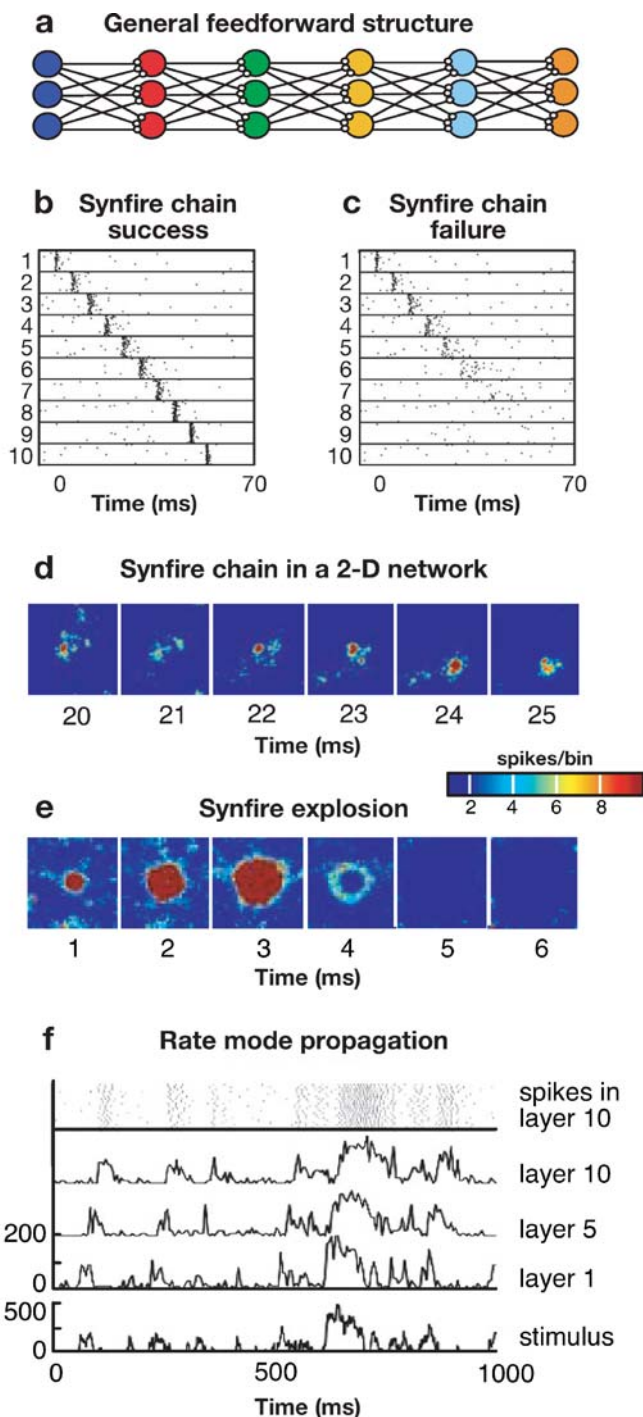 a General feedforward structure
b Synfire chain success
c Synfire chain failure
1
2
3
4
5
6
7
8
9
10
0 70
Time (ms)
1
2
3
4
5
6
7
8
9
10
0 70
Time (ms)
d Synfire chain in a 2-D network
20 21 22 23 24 25
Time (ms)
spikes/bin
2 4 6 8
e Synfire explosion
1 2 3 4 5 6
Time (ms)
f Rate mode propagation
spikes in
layer 10
layer 10
200 layer 5
0 layer 1
500
0 stimulus
0 500 1000
Time (ms)